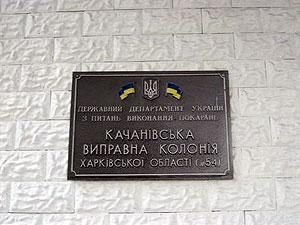 ДЕРЖАВНИЙ ДЕПАРТАМЕНТ УКРАЇНИ
З ПИТАНЬ ВИКОНАННЯ ПОКАРАНЬ
КАЧАНІВСЬКА
ВИПРАВНА КОЛОНІЯ
ХАРКІВСЬКОЇ ОБЛАСТІ (№54)